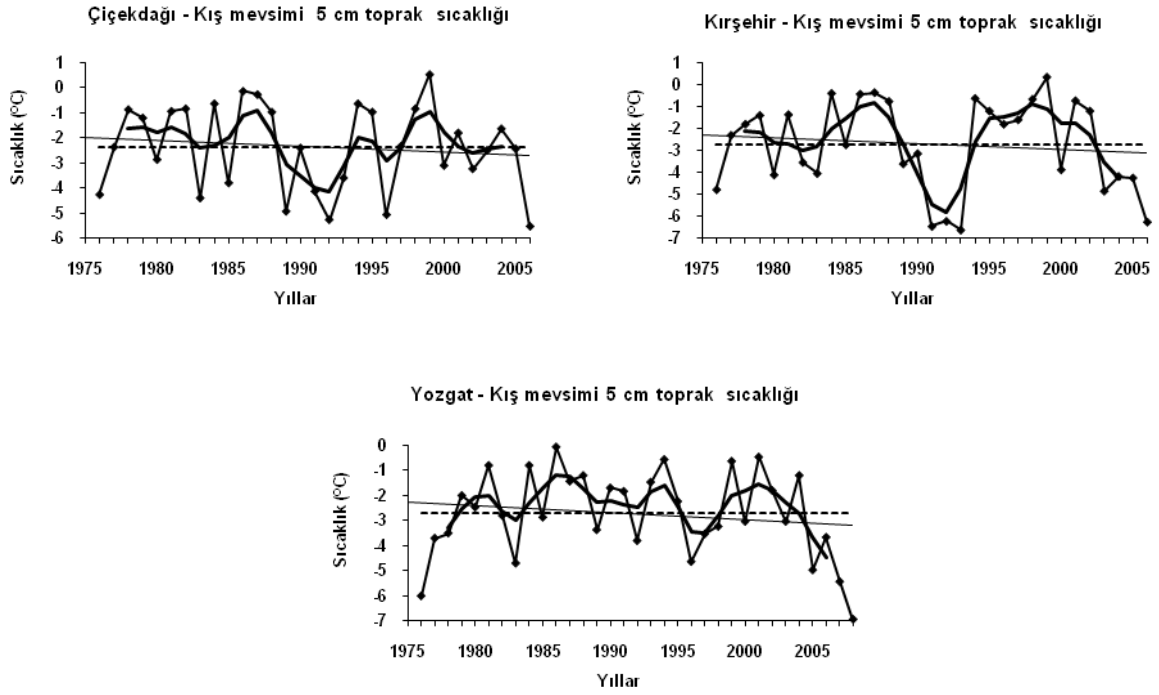 Çiçekdağı - Kış mevsimi 5 cm toprak sıcaklığı
Sıcaklık (°C)
1
0
-1
-2
-3
-4
-5
-6
1975 1980 1985 1990 1995 2000 2005
Yıllar
Kırşehir - Kış mevsimi 5 cm toprak sıcaklığı
Sıcaklık (°C)
1
0
-1
-2
-3
-4
-5
-6
-7
1975 1980 1985 1990 1995 2000 2005
Yıllar
Yozgat - Kış mevsimi 5 cm toprak sıcaklığı
Sıcaklık (°C)
0
-1
-2
-3
-4
-5
-6
-7
1975 1980 1985 1990 1995 2000 2005
Yıllar